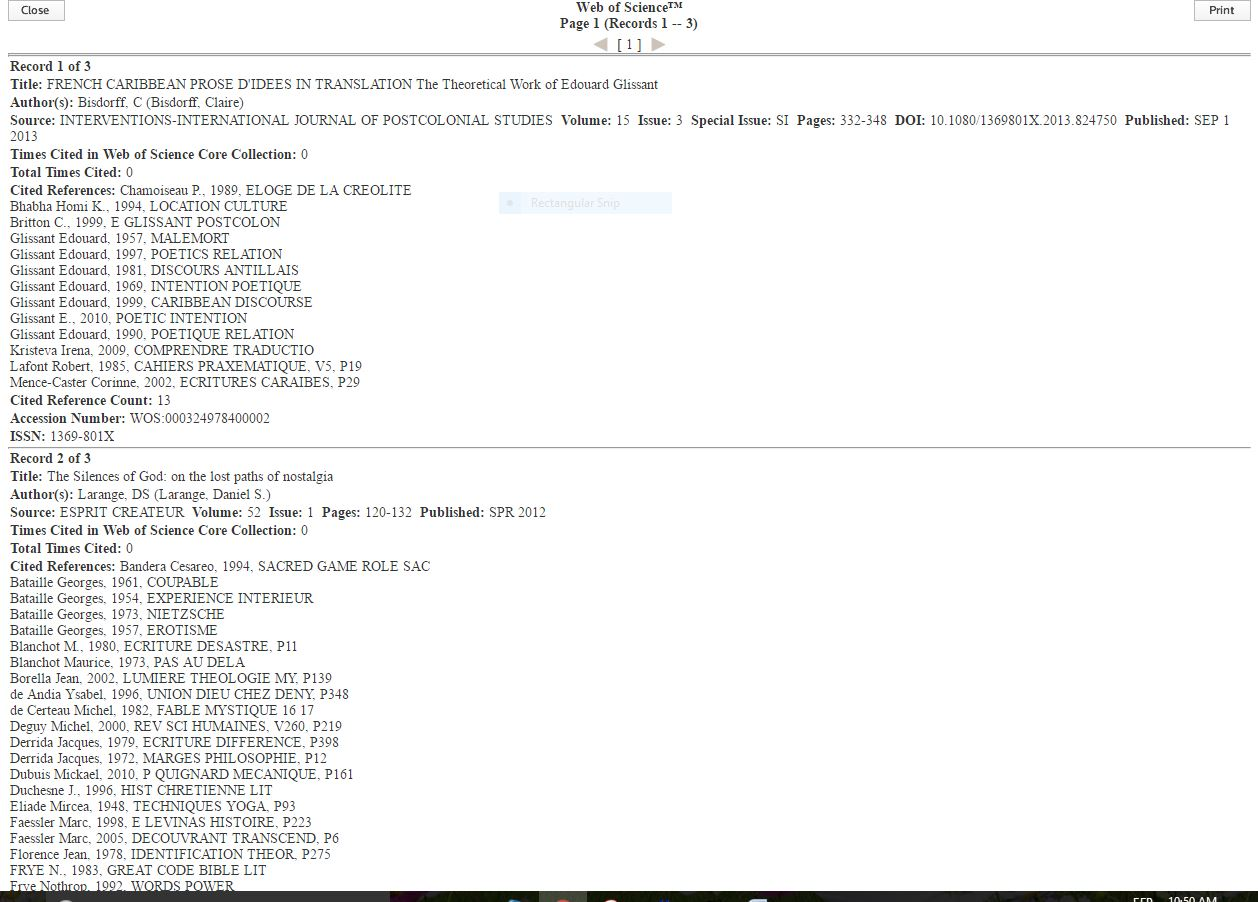 Close
Web of Science™
Print
Page 1 (Records 1 -- 3)
[ 1 ]
Record 1 of 3
Title: FRENCH CARIBBEAN PROSE D'IDEES IN TRANSLATION The Theoretical Work of Edouard Glissant
Author(s): Bisdorff, C (Bisdorff, Claire)
Source: INTERVENTIONS-INTERNATIONAL JOURNAL OF POSTCOLONIAL STUDIES Volume: 15 Issue: 3 Special Issue: SI Pages: 332-348 DOI: 10.1080/1369801X.2013.824750 Published: SEP 1
2013
Times Cited in Web of Science Core Collection: 0
Total Times Cited: 0
Cited References: Chamoiseau P., 1989, ELOGE DE LA CREOLITE
Bhabha Homi K., 1994, LOCATION CULTURE
Rectangular Snip
Britton C., 1999, E GLISSANT POSTCOLON
Glissant Edouard, 1957, MALEMORT
Glissant Edouard, 1997, POETICS RELATION
Glissant Edouard, 1981, DISCOURS ANTILLAIS
Glissant Edouard, 1969, INTENTION POETIQUE
Glissant Edouard, 1999, CARIBBEAN DISCOURSE
Glissant E., 2010, POETIC INTENTION
Glissant Edouard, 1990, POETIQUE RELATION
Kristeva Irena, 2009, COMPRENDRE TRADUCTIO
Lafont Robert, 1985, CAHIERS PRAXEMATIQUE, V5, P19
Mence-Caster Corinne, 2002, ECRITURES CARAIBES, P29
Cited Reference Count: 13
Accession Number: WOS:000324978400002
ISSN: 1369-801X
Record 2 of 3
Title: The Silences of God: on the lost paths of nostalgia
Author(s): Larange, DS (Larange, Daniel S.)
Source: ESPRIT CREATEUR Volume: 52 Issue: 1 Pages: 120-132 Published: SPR 2012
Times Cited in Web of Science Core Collection: 0
Total Times Cited: 0
Cited References: Bandera Cesareo, 1994, SACRED GAME ROLE SAC
Bataille Georges, 1961, COUPABLE
Bataille Georges, 1954, EXPERIENCE INTERIEUR
Bataille Georges, 1973, NIETZSCHE
Bataille Georges, 1957, EROTISME
Blanchot M., 1980, ECRITURE DESASTRE, P11
Blanchot Maurice, 1973, PAS AU DELA
Borella Jean, 2002, LUMIERE THEOLOGIE MY, P139
de Andia Ysabel, 1996, UNION DIEU CHEZ DENY, P348
de Certeau Michel, 1982, FABLE MYSTIQUE 16 17
Deguy Michel, 2000, REV SCI HUMAINES, V260, P219
Derrida Jacques, 1979, ECRITURE DIFFERENCE, P398
Derrida Jacques, 1972, MARGES PHILOSOPHIE, P12
Dubuis Mickael, 2010, P QUIGNARD MECANIQUE, P161
Duchesne J., 1996, HIST CHRETIENNE LIT
Eliade Mircea, 1948, TECHNIQUES YOGA, P93
Faessler Marc, 1998, E LEVINAS HISTOIRE, P223
Faessler Marc, 2005, DECOUVRANT TRANSCEND, P6
Florence Jean, 1978, IDENTIFICATION THEOR, P275
FRYE N., 1983, GREAT CODE BIBLE LIT
Frye Nothrop, 1992, WORDS POWER
10:50 AM